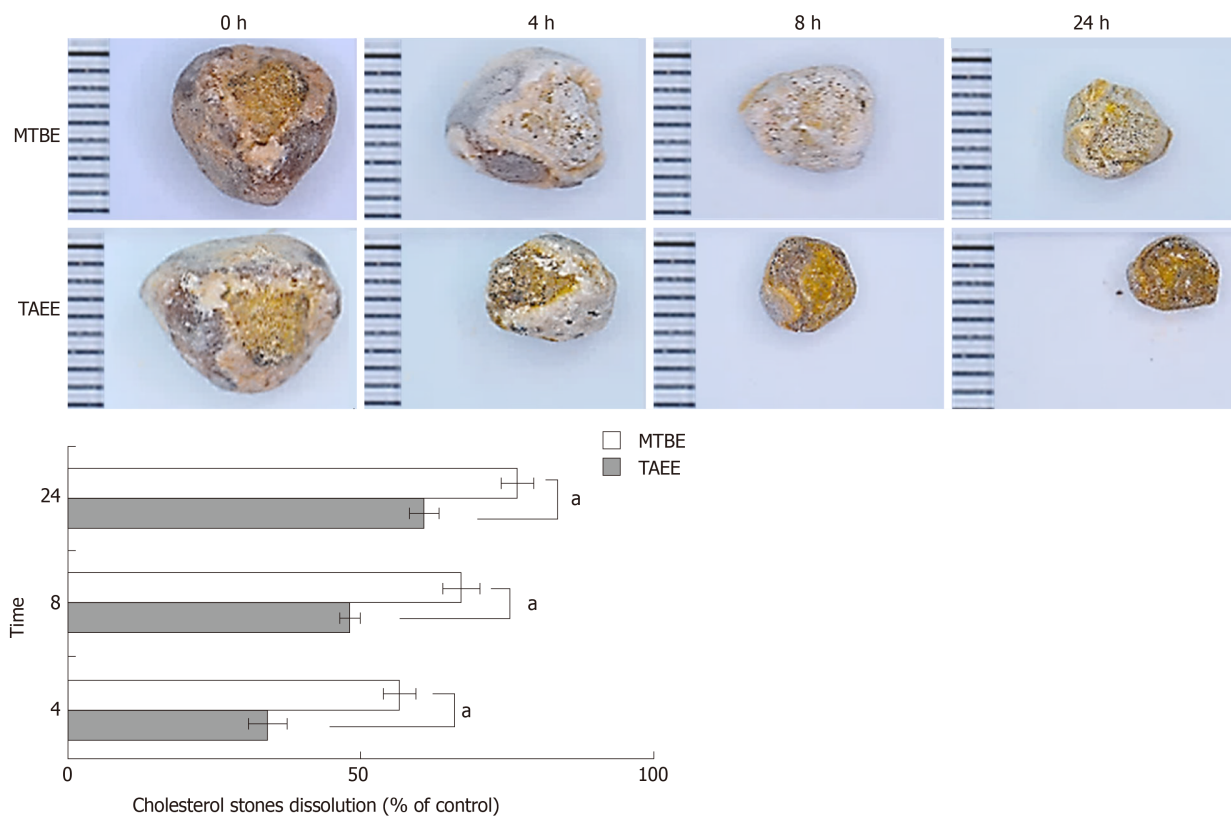 0 h 4 h 8 h 24 h
MTBE
TAEE
MTBE
TAEE
24
a
8
a
4
a
Time
0 50 100
Cholesterol stones dissolution (% of control)